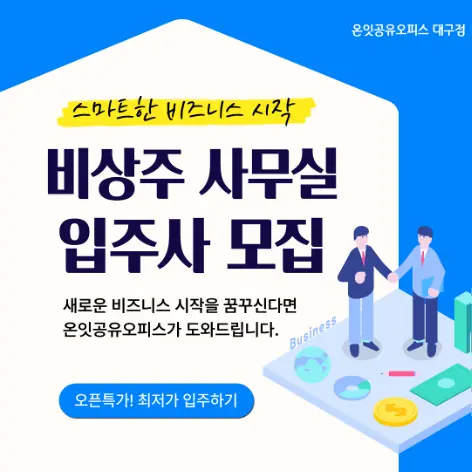 온잇공유오피스 대구점
스마트한 비즈니스 시작
비상주 사무실
입주사 모집
새로운 비즈니스 시작을 꿈꾸신다면
온잇공유오피스가 도와드립니다.
Business
오픈특가! 최저가 입주하기